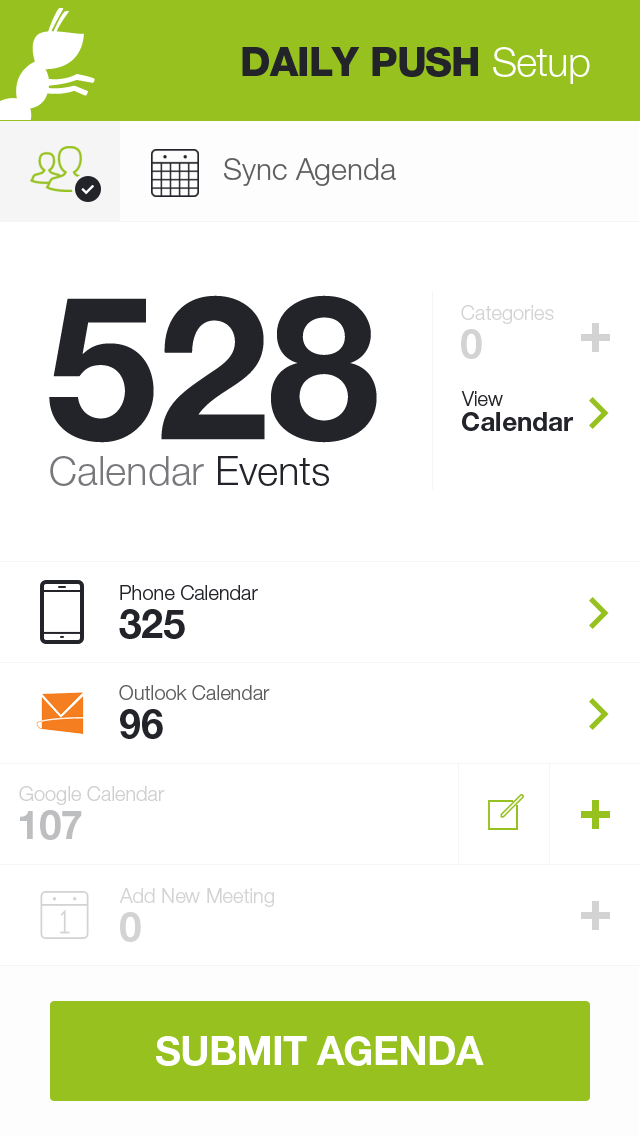 DAILY PUSH Setup
Sync Agenda
528
Calendar Events
Categories
0
View
Calendar
Phone Calendar
325
Outlook Calendar
96
Google Calendar
107
1
Add New Meeting
0
SUBMIT AGENDA